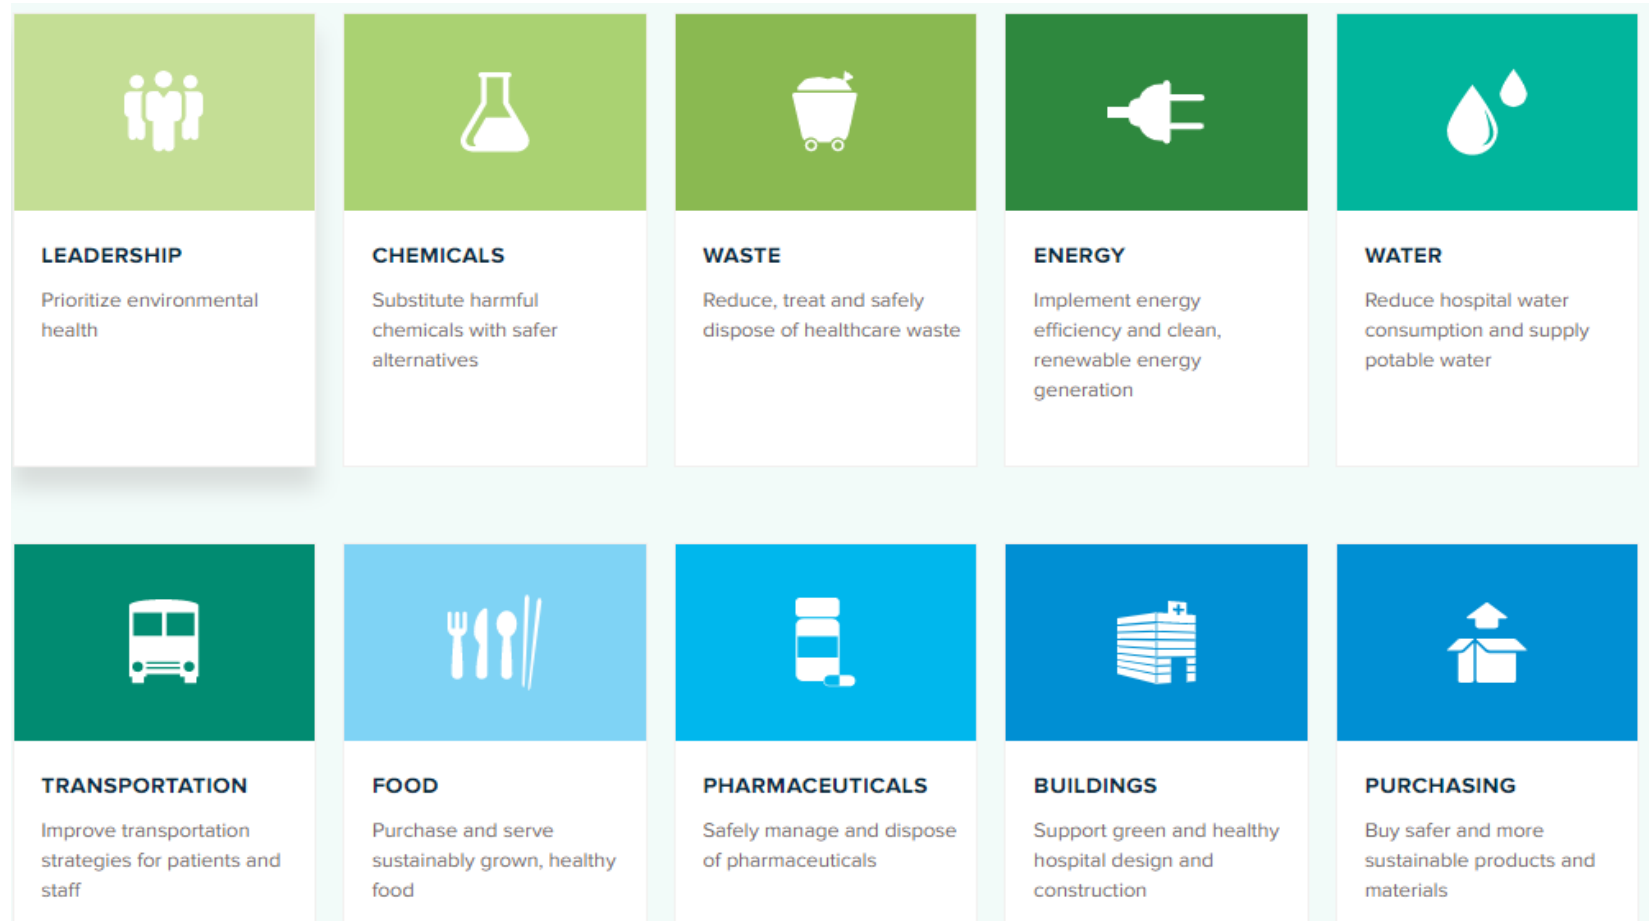 LEADERSHIP
Prioritize environmental
health
CHEMICALS
Substitute harmful
chemicals with safer
alternatives
WASTE
Reduce, treat and safely
dispose of healthcare waste
ENERGY
Implement energy
efficiency and clean,
renewable energy
generation
WATER
Reduce hospital water
consumption and supply
potable water
TRANSPORTATION
Improve transportation
strategies for patients and
staff
FOOD
Purchase and serve
sustainably grown, healthy
food
PHARMACEUTICALS
Safely manage and dispose
of pharmaceuticals
BUILDINGS
Support green and healthy
hospital design and
construction
PURCHASING
Buy safer and more
sustainable products and
materials